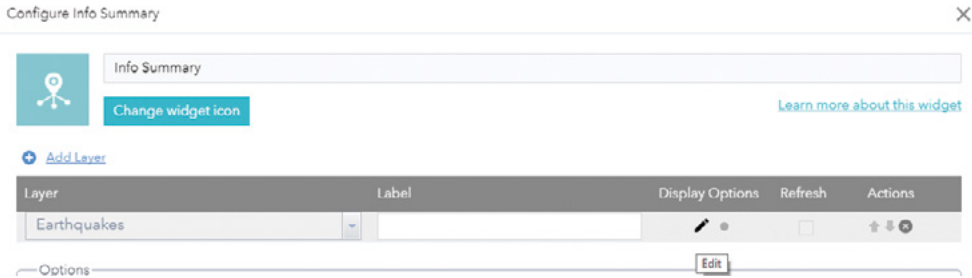 Configure Info Summary
Info Summary
Change widget icon
Learn more about this widget
Add Layer
Layer Label Display Options Refresh Actions
Earthquakes
Edit
Options